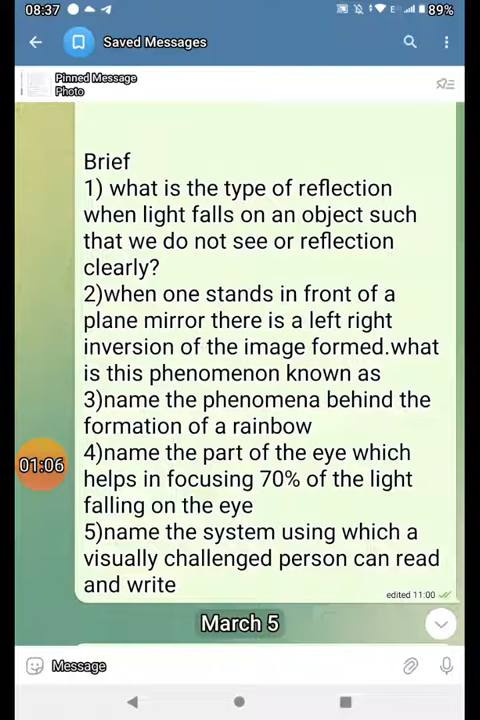 08:37 E 89%
Saved Messages
Pinned Message
Photo
Brief
1) what is the type of reflection
when light falls on an object such
that we do not see or reflection
clearly?
2)when one stands in front of a
plane mirror there is a left right
inversion of the image formed.what
is this phenomenon known as
3)name the phenomena behind the
formation of a rainbow
4)name the part of the eye which
helps in focusing 70% of the light
falling on the eye
5)name the system using which a
visually challenged person can read
and write
edited 11:00
01:06
March 5
Message